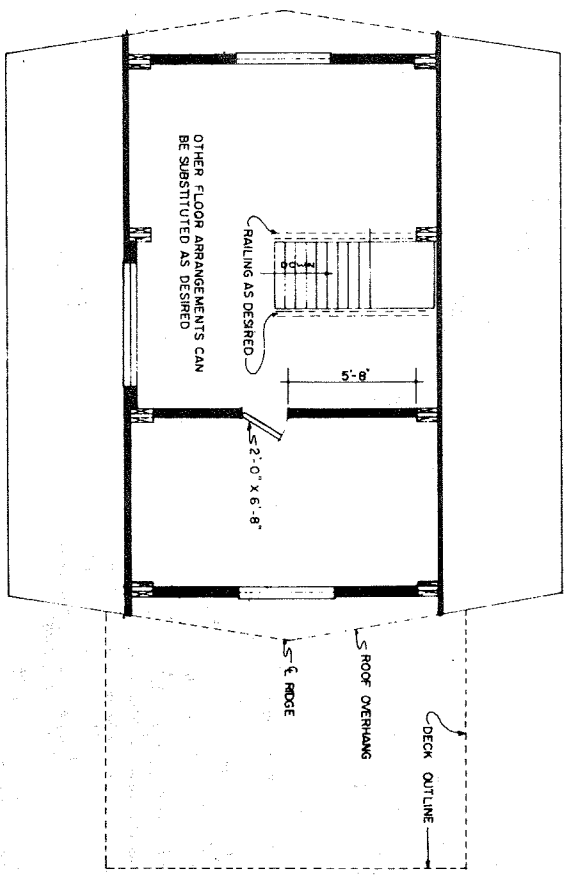 OTHER FLOOR ARRANGEMENTS CAN
BE SUBSTITUTED AS DESIRED
RAILING AS DESIRED
DOWN
5'-8"
2'-0" X 6'-8"
℄ RIDGE
ROOF OVERHANG
DECK OUTLINE